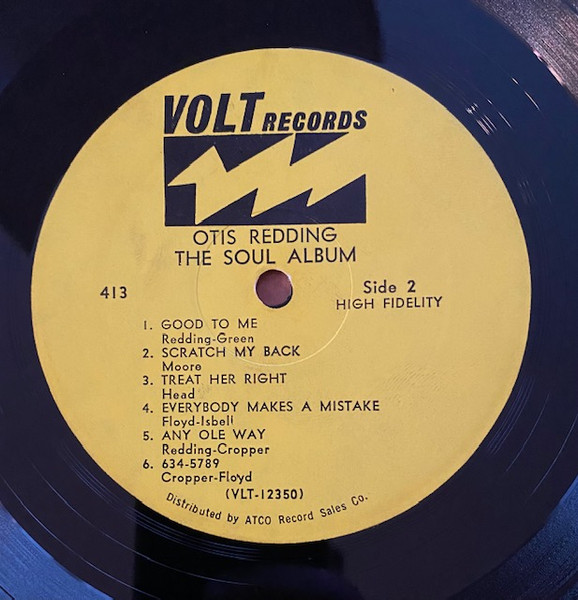 VOLT RECORDS
OTIS REDDING
THE SOUL ALBUM
413
Side 2
HIGH FIDELITY
1. GOOD TO ME
Redding-Green
2. SCRATCH MY BACK
Moore
3. TREAT HER RIGHT
Head
4. EVERYBODY MAKES A MISTAKE
Floyd-Isbell
5. ANY OLE WAY
Redding-Cropper
6. 634-5789
Cropper-Floyd
(VLT-12350)
Distributed by ATCO Record Sales Co.